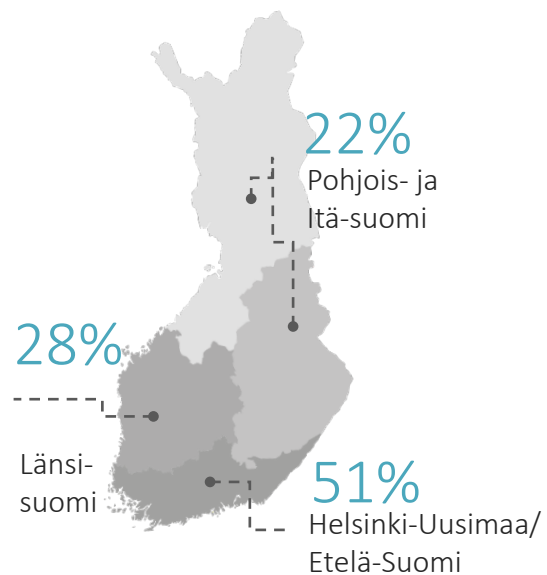 22%
Pohjois- ja
Itä-suomi
28%
Länsi-
suomi
51%
Helsinki-Uusimaa/
Etelä-Suomi